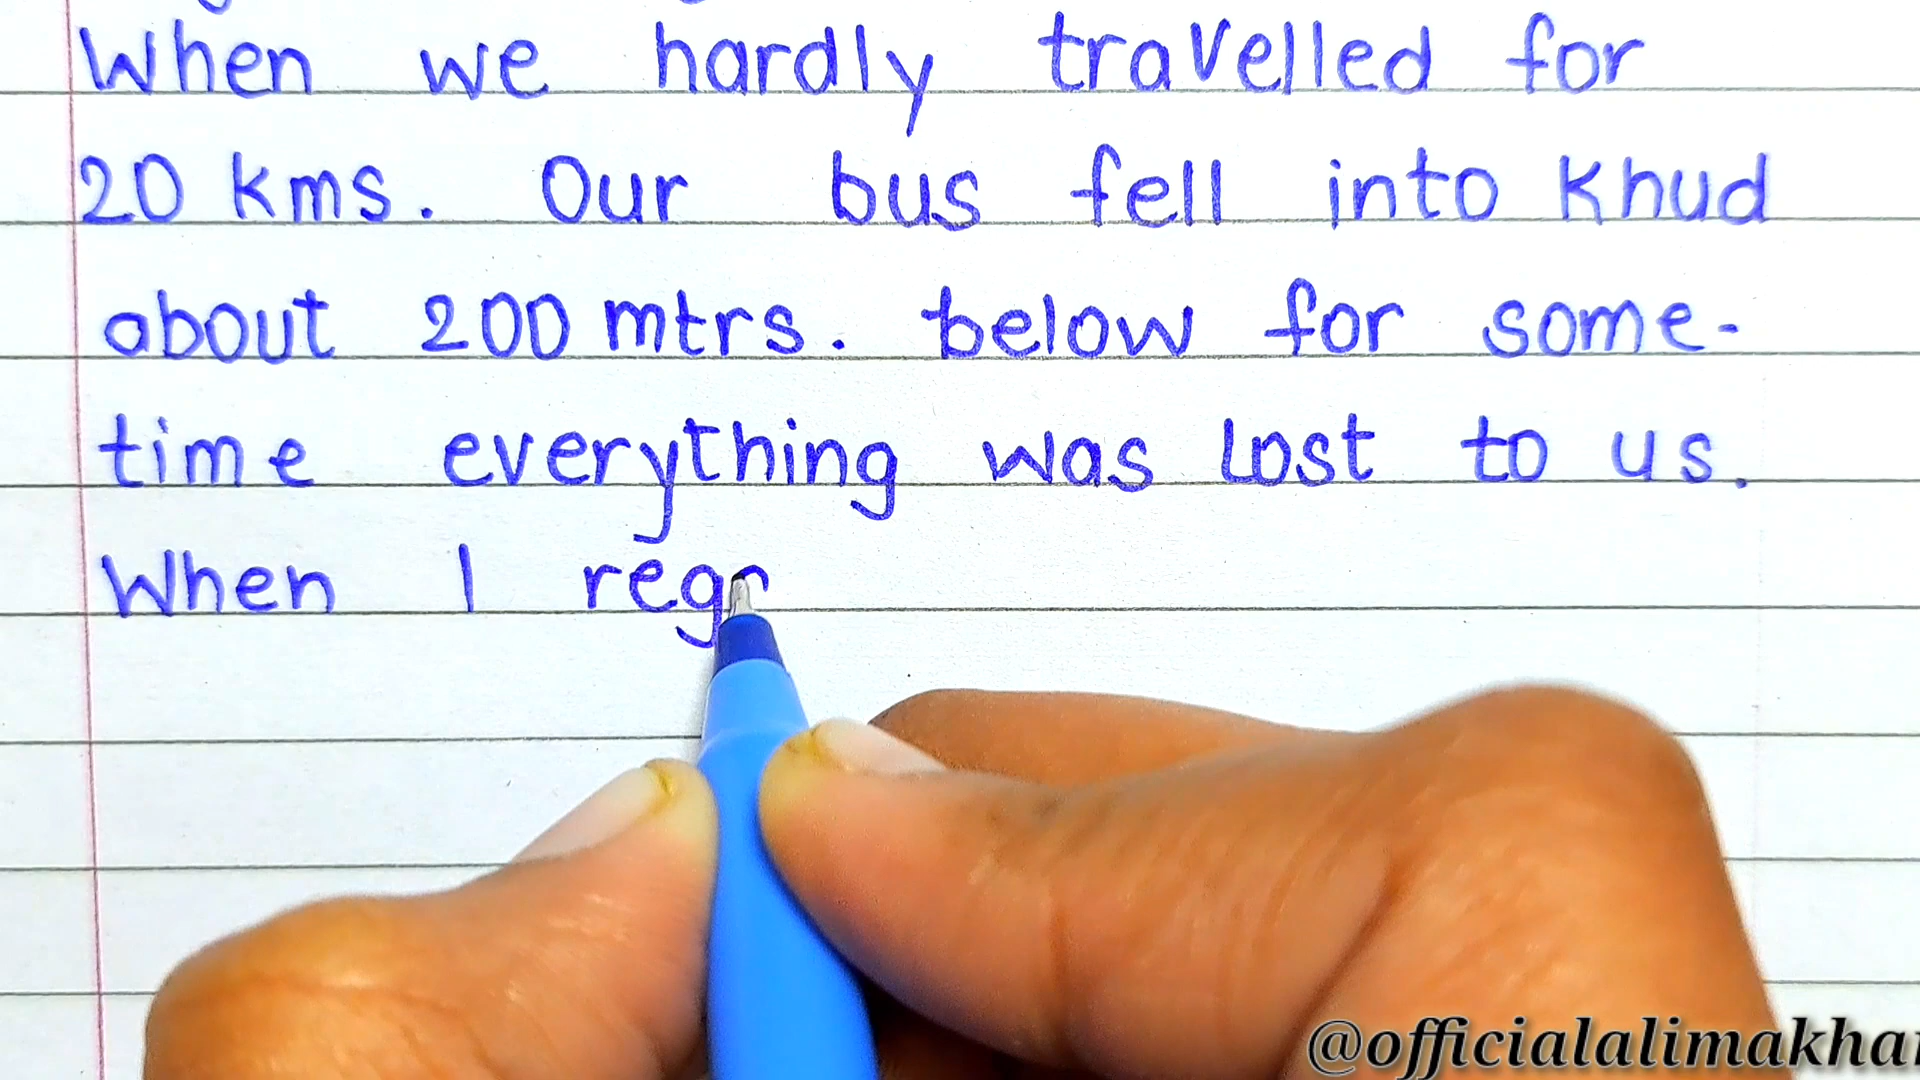 When we hardly travelled for
20 kms. Our bus fell into Khud
about 200 mtrs. below for some-
time everything was lost to us.
When I reg
@officialalimakha